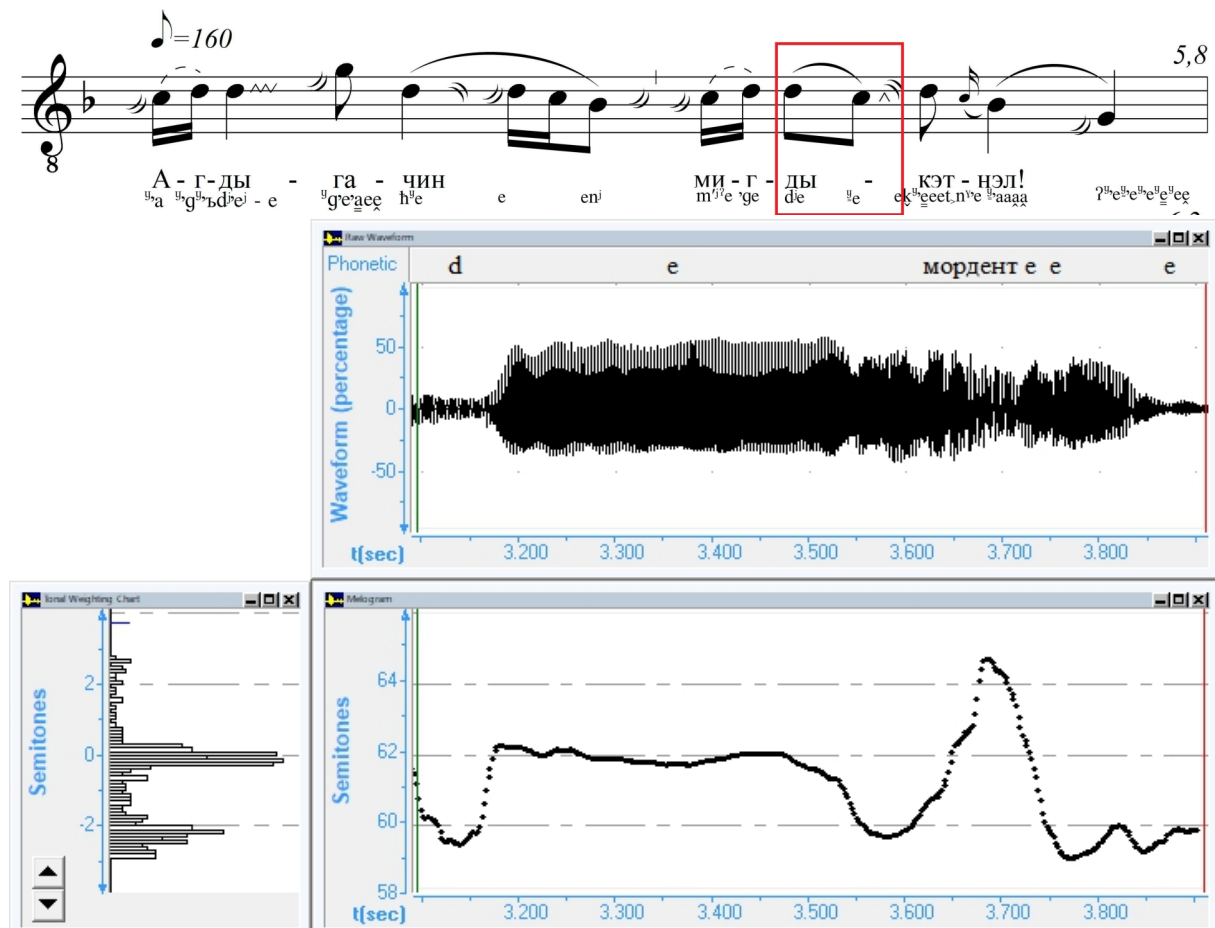 ♪=160
5,8
8
А - г-ды - га - чин ми - г - ды - кэт - нэл!
e e enʲ
Raw Waveform
Phonetic d e мордент e e e
Waveform (percentage)
50
0
-50
t(sec) 3.200 3.300 3.400 3.500 3.600 3.700 3.800
Tonal Weighting Chart
Semitones
2
0
-2
Melogram
Semitones
64
62
60
58
t(sec) 3.200 3.300 3.400 3.500 3.600 3.700 3.800